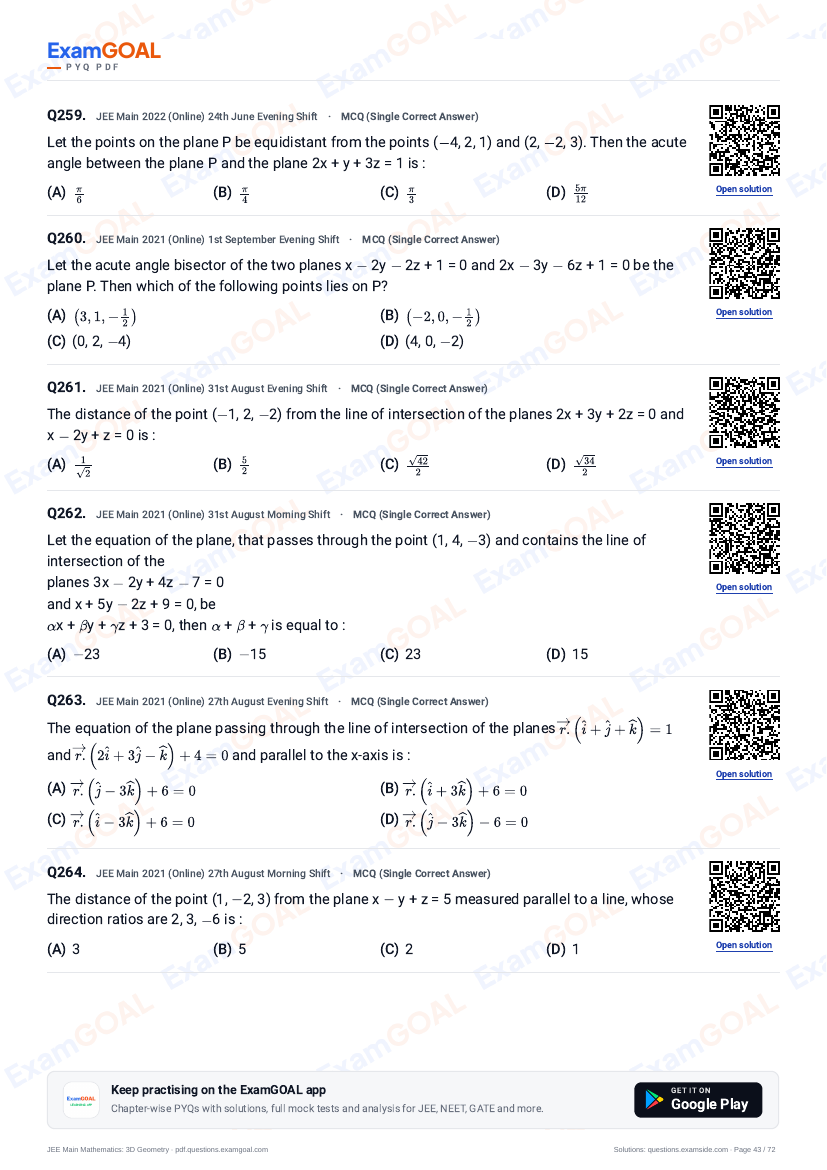 ExamGOAL
PYQ PDF
Q259. JEE Main 2022 (Online) 24th June Evening Shift · MCQ (Single Correct Answer)
Let the points on the plane P be equidistant from the points (−4, 2, 1) and (2, −2, 3). Then the acute
angle between the plane P and the plane 2x + y + 3z = 1 is :
(A) π/6 (B) π/4 (C) π/3 (D) 5π/12
Open solution
Q260. JEE Main 2021 (Online) 1st September Evening Shift · MCQ (Single Correct Answer)
Let the acute angle bisector of the two planes x − 2y − 2z + 1 = 0 and 2x − 3y − 6z + 1 = 0 be the
plane P. Then which of the following points lies on P?
(A) (3, 1, −1/2) (B) (−2, 0, −1/2)
(C) (0, 2, −4) (D) (4, 0, −2)
Open solution
Q261. JEE Main 2021 (Online) 31st August Evening Shift · MCQ (Single Correct Answer)
The distance of the point (−1, 2, −2) from the line of intersection of the planes 2x + 3y + 2z = 0 and
x − 2y + z = 0 is :
(A) 1/√2 (B) 5/2 (C) √42/2 (D) √34/2
Open solution
Q262. JEE Main 2021 (Online) 31st August Morning Shift · MCQ (Single Correct Answer)
Let the equation of the plane, that passes through the point (1, 4, −3) and contains the line of
intersection of the
planes 3x − 2y + 4z − 7 = 0
and x + 5y − 2z + 9 = 0, be
αx + βy + γz + 3 = 0, then α + β + γ is equal to :
(A) −23 (B) −15 (C) 23 (D) 15
Open solution
Q263. JEE Main 2021 (Online) 27th August Evening Shift · MCQ (Single Correct Answer)
The equation of the plane passing through the line of intersection of the planes r⃗. (î + ĵ + k̂) = 1
and r⃗. (2î + 3ĵ − k̂) + 4 = 0 and parallel to the x-axis is :
(A) r⃗. (ĵ − 3k̂) + 6 = 0 (B) r⃗. (î + 3k̂) + 6 = 0
(C) r⃗. (î − 3k̂) + 6 = 0 (D) r⃗. (ĵ − 3k̂) − 6 = 0
Open solution
Q264. JEE Main 2021 (Online) 27th August Morning Shift · MCQ (Single Correct Answer)
The distance of the point (1, −2, 3) from the plane x − y + z = 5 measured parallel to a line, whose
direction ratios are 2, 3, −6 is :
(A) 3 (B) 5 (C) 2 (D) 1
Open solution
ExamGOAL
Keep practising on the ExamGOAL app
Chapter-wise PYQs with solutions, full mock tests and analysis for JEE, NEET, GATE and more.
GET IT ON
Google Play
JEE Main Mathematics: 3D Geometry · pdf.questions.examgoal.com Solutions: questions.examside.com · Page 43 / 72